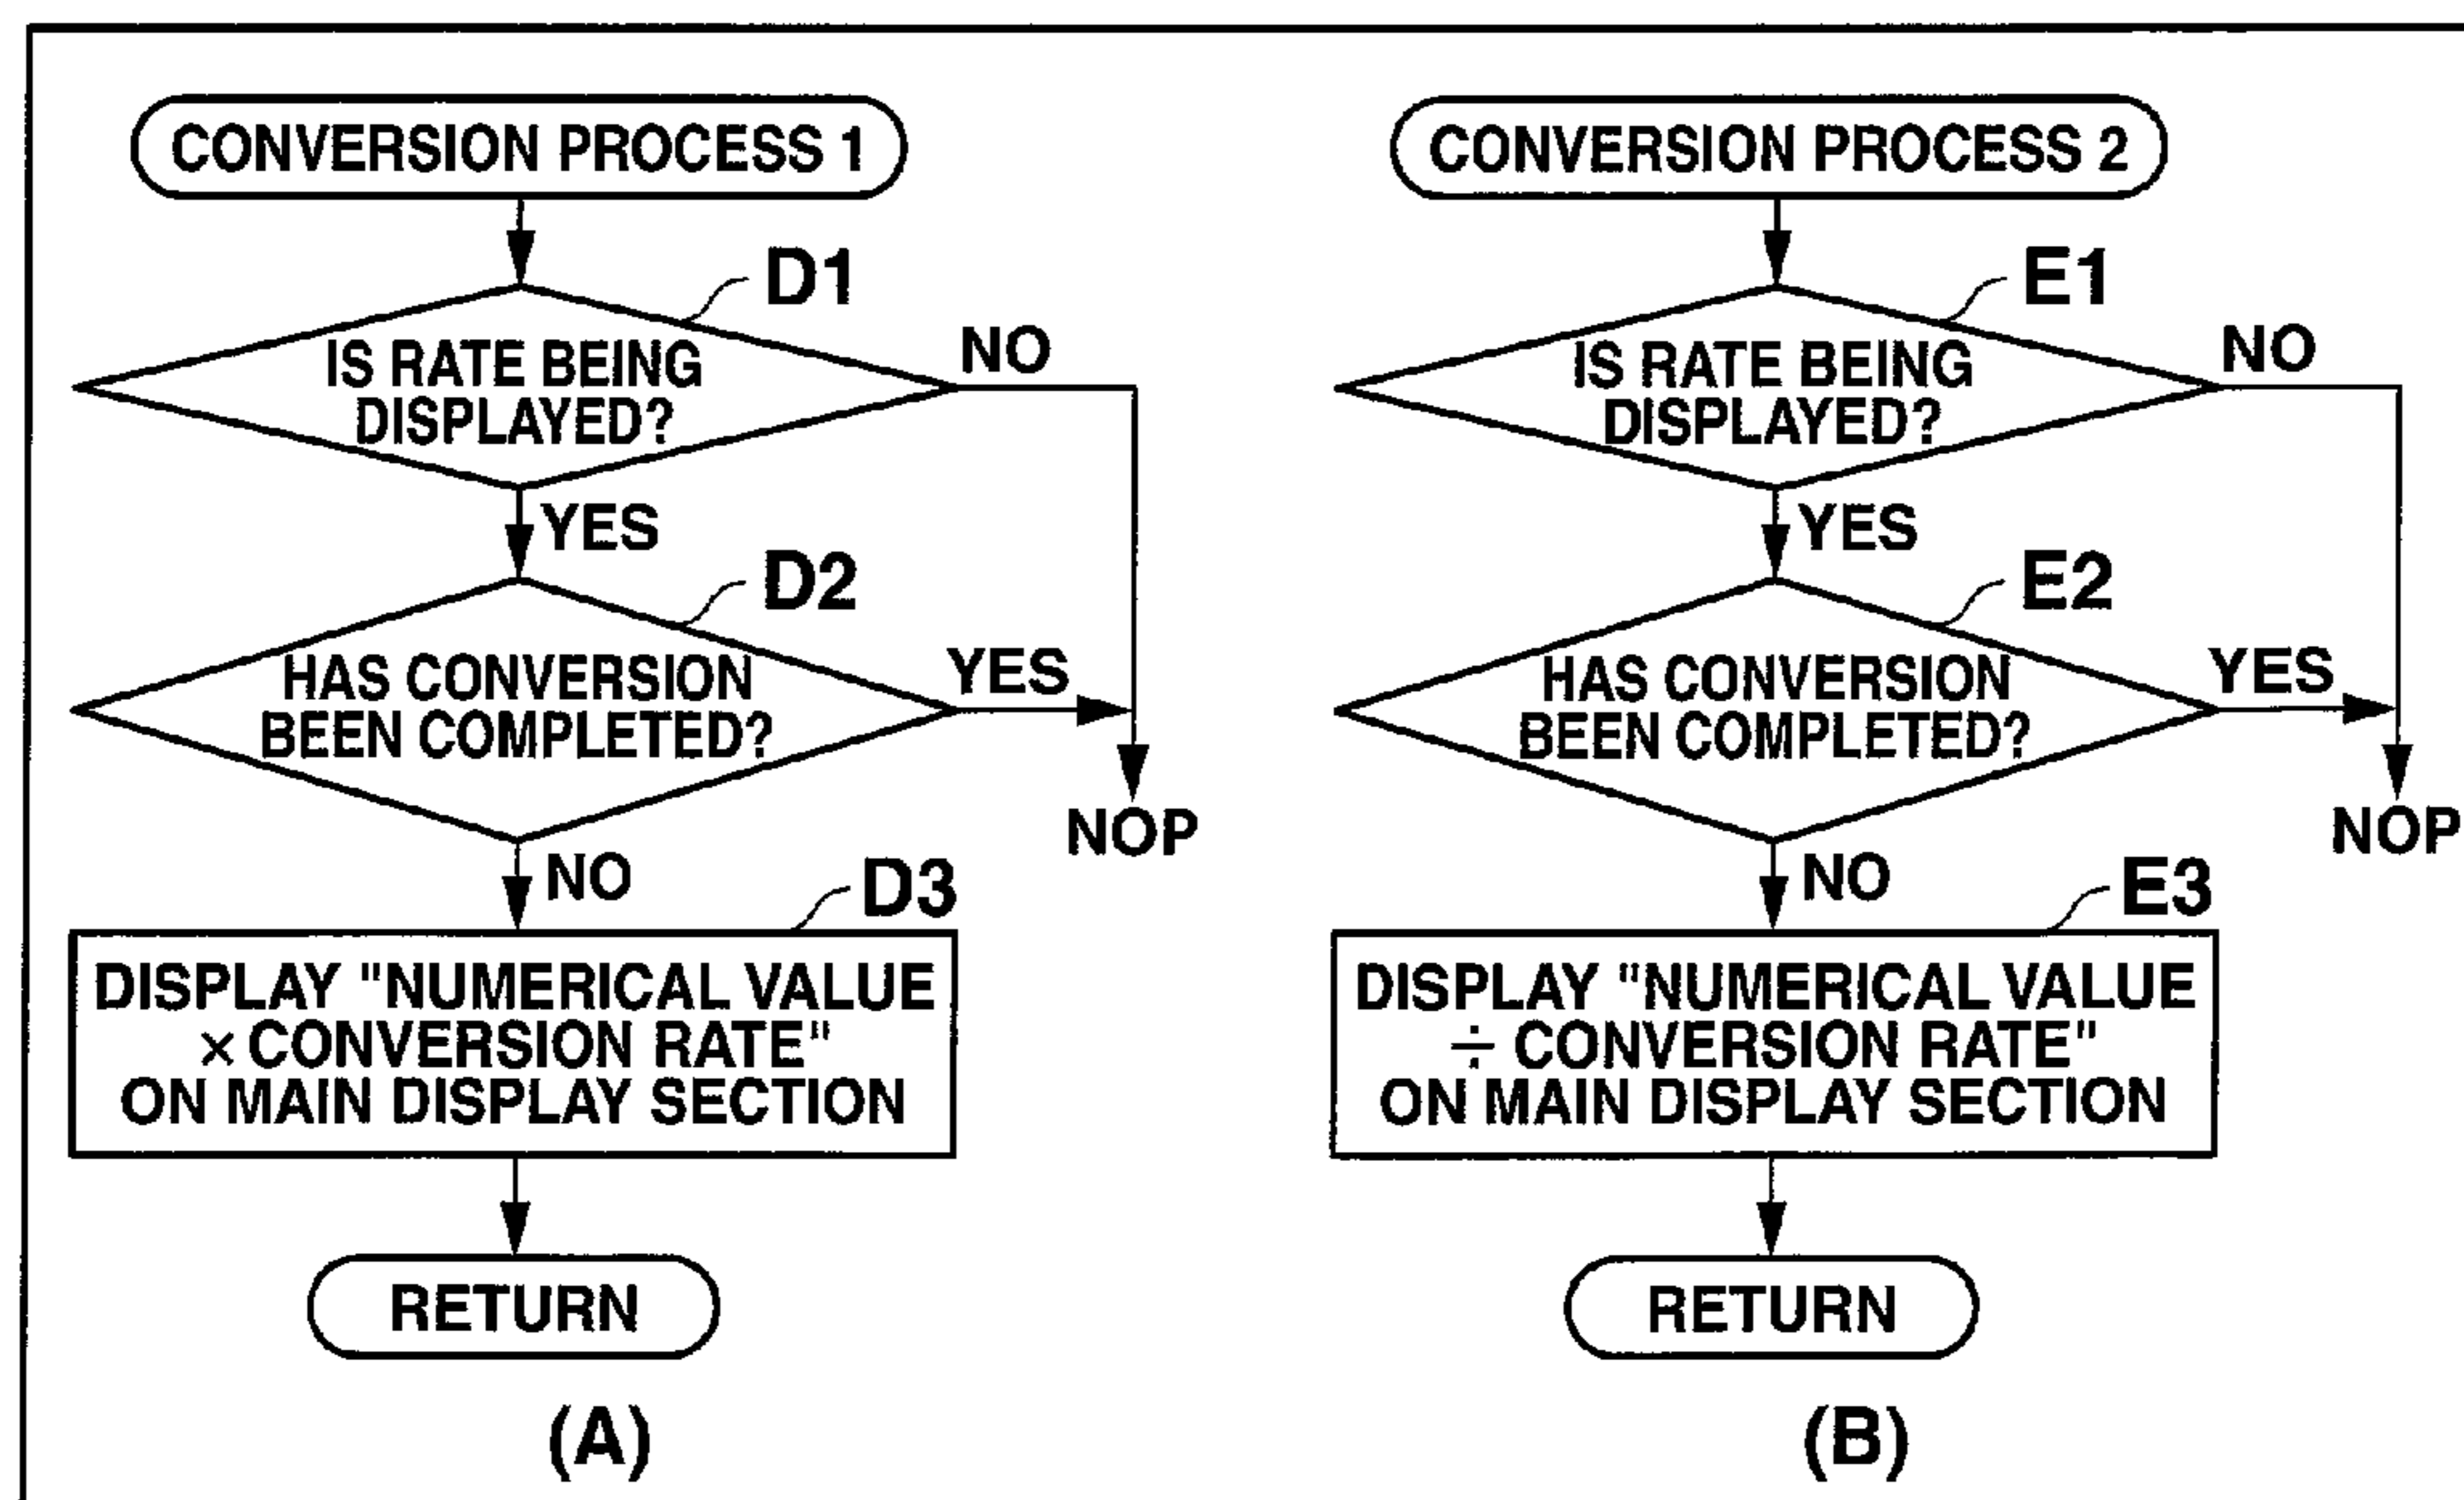 CONVERSION PROCESS 1
D1
IS RATE BEING
DISPLAYED?
NO
YES
D2
HAS CONVERSION
BEEN COMPLETED?
YES
NOP
NO
D3
DISPLAY "NUMERICAL VALUE
× CONVERSION RATE"
ON MAIN DISPLAY SECTION
RETURN
(A)
CONVERSION PROCESS 2
E1
IS RATE BEING
DISPLAYED?
NO
YES
E2
HAS CONVERSION
BEEN COMPLETED?
YES
NOP
NO
E3
DISPLAY "NUMERICAL VALUE
÷ CONVERSION RATE"
ON MAIN DISPLAY SECTION
RETURN
(B)